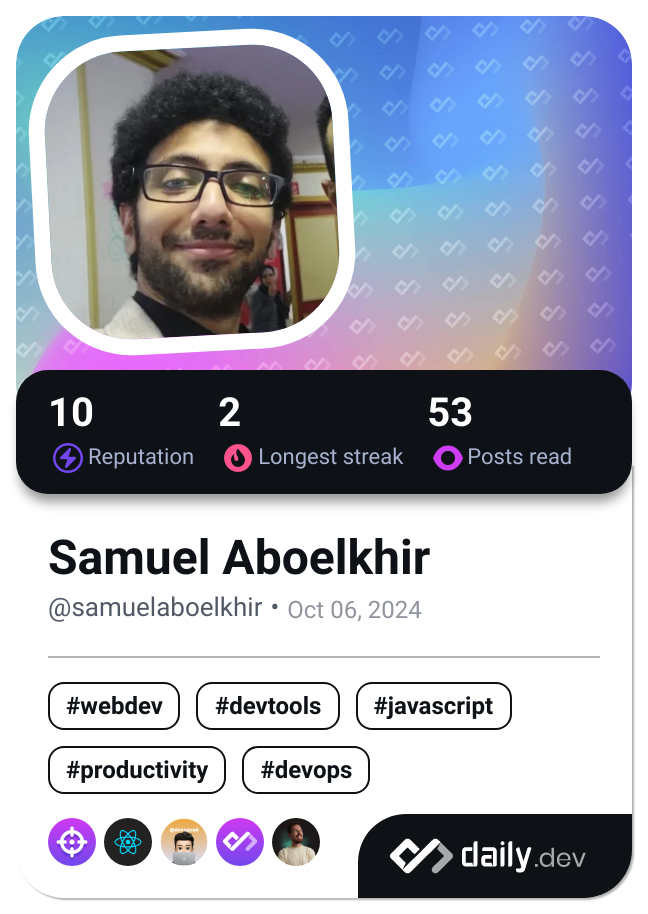 10 2 53
Reputation Longest streak Posts read
Samuel Aboelkhir
@samuelaboelkhir • Oct 06, 2024
#webdev #devtools #javascript
#productivity #devops
daily.dev